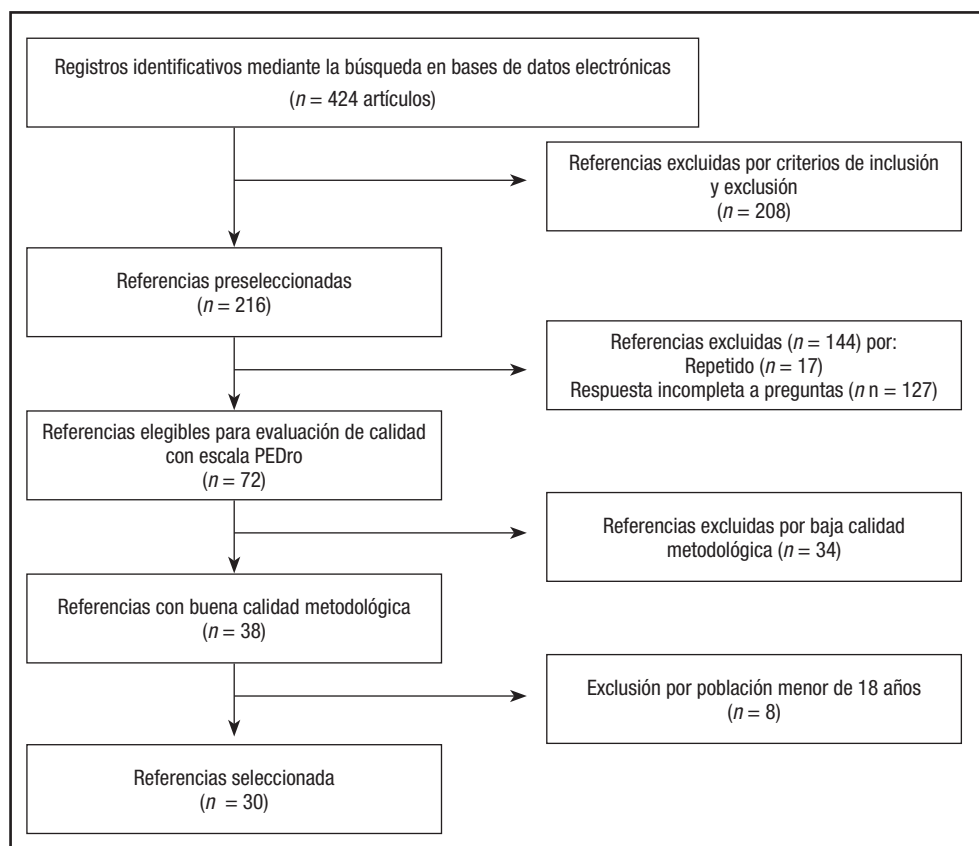 Registros identificativos mediante la búsqueda en bases de datos electrónicas
(n = 424 artículos)
Referencias excluidas por criterios de inclusión
y exclusión
(n = 208)
Referencias preseleccionadas
(n = 216)
Referencias excluidas (n = 144) por:
Repetido (n = 17)
Respuesta incompleta a preguntas (n n = 127)
Referencias elegibles para evaluación de calidad
con escala PEDro
(n = 72)
Referencias excluidas por baja calidad
metodológica (n = 34)
Referencias con buena calidad metodológica
(n = 38)
Exclusión por población menor de 18 años
(n = 8)
Referencias seleccionada
(n = 30)